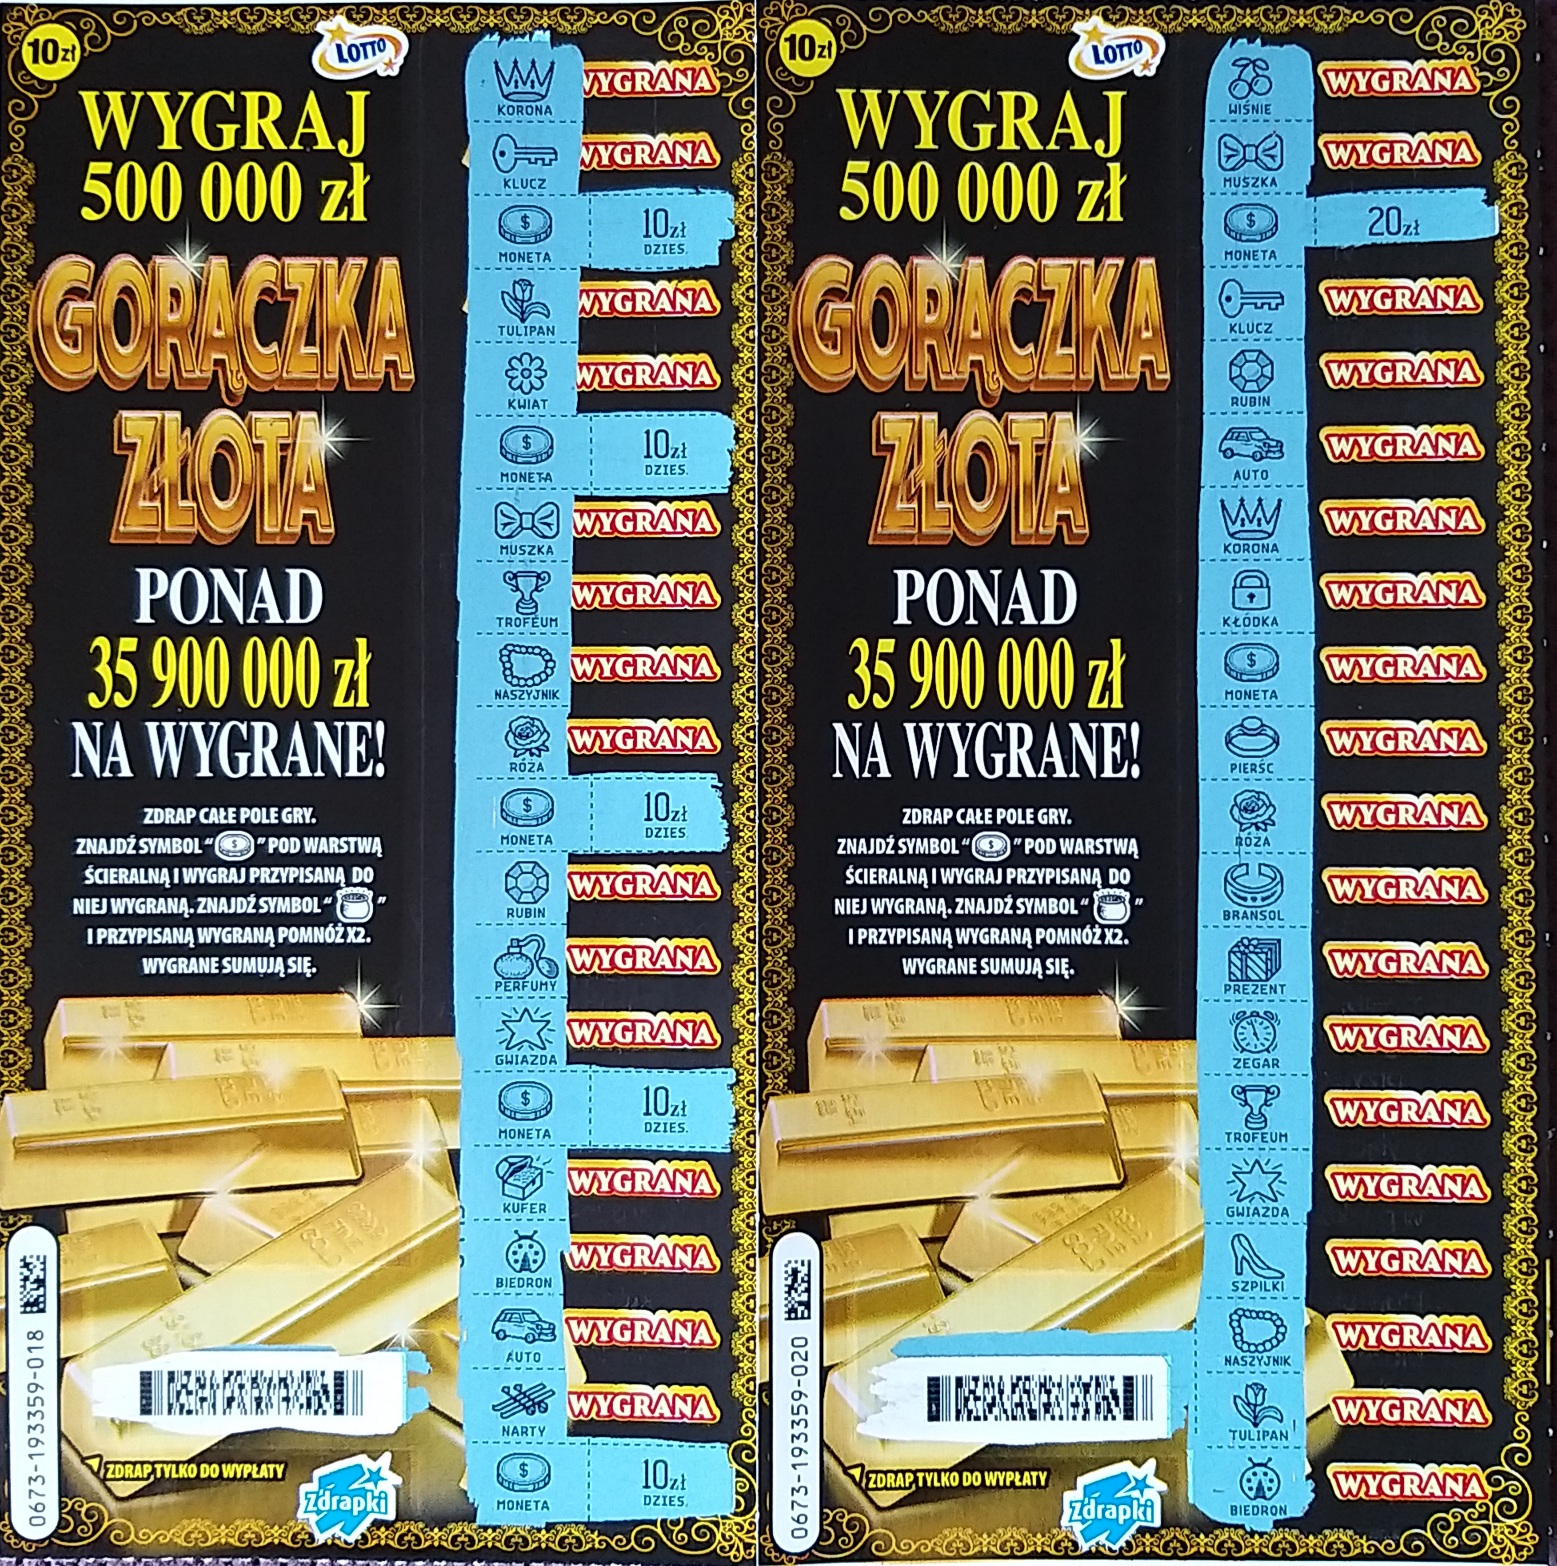 10zł
LOTTO
WYGRAJ
500 000 zł
GORĄCZKA
ZŁOTA
PONAD
35 900 000 zł
NA WYGRANE!
ZDRAP CAŁE POLE GRY.
ZNAJDŹ SYMBOL “ $ ” POD WARSTWĄ
ŚCIERALNĄ I WYGRAJ PRZYPISANĄ DO
NIEJ WYGRANĄ. ZNAJDŹ SYMBOL “ ”
I PRZYPISANĄ WYGRANĄ POMNÓŻ X2.
WYGRANE SUMUJĄ SIĘ.
0673-193359-018
ZDRAP TYLKO DO WYPŁATY
Zdrapki
KORONA
WYGRANA
KLUCZ
WYGRANA
$
MONETA
10zł
DZIES.
TULIPAN
WYGRANA
KWIAT
WYGRANA
$
MONETA
10zł
DZIES.
MUSZKA
WYGRANA
TROFEUM
WYGRANA
NASZYJNIK
WYGRANA
RÓŻA
WYGRANA
$
MONETA
10zł
DZIES.
RUBIN
WYGRANA
PERFUMY
WYGRANA
GWIAZDA
WYGRANA
$
MONETA
10zł
DZIES.
KUFER
WYGRANA
BIEDRON
WYGRANA
AUTO
WYGRANA
NARTY
WYGRANA
$
MONETA
10zł
DZIES.
10zł
LOTTO
WYGRAJ
500 000 zł
GORĄCZKA
ZŁOTA
PONAD
35 900 000 zł
NA WYGRANE!
ZDRAP CAŁE POLE GRY.
ZNAJDŹ SYMBOL “ $ ” POD WARSTWĄ
ŚCIERALNĄ I WYGRAJ PRZYPISANĄ DO
NIEJ WYGRANĄ. ZNAJDŹ SYMBOL “ ”
I PRZYPISANĄ WYGRANĄ POMNÓŻ X2.
WYGRANE SUMUJĄ SIĘ.
0673-193359-020
ZDRAP TYLKO DO WYPŁATY
Zdrapki
WIŚNIE
WYGRANA
MUSZKA
WYGRANA
$
MONETA
20zł
KLUCZ
WYGRANA
RUBIN
WYGRANA
AUTO
WYGRANA
KORONA
WYGRANA
KŁÓDKA
WYGRANA
$
MONETA
WYGRANA
PIERŚC
WYGRANA
RÓŻA
WYGRANA
BRANSOL
WYGRANA
PREZENT
WYGRANA
ZEGAR
WYGRANA
TROFEUM
WYGRANA
GWIAZDA
WYGRANA
SZPILKI
WYGRANA
NASZYJNIK
WYGRANA
TULIPAN
WYGRANA
BIEDRON
WYGRANA